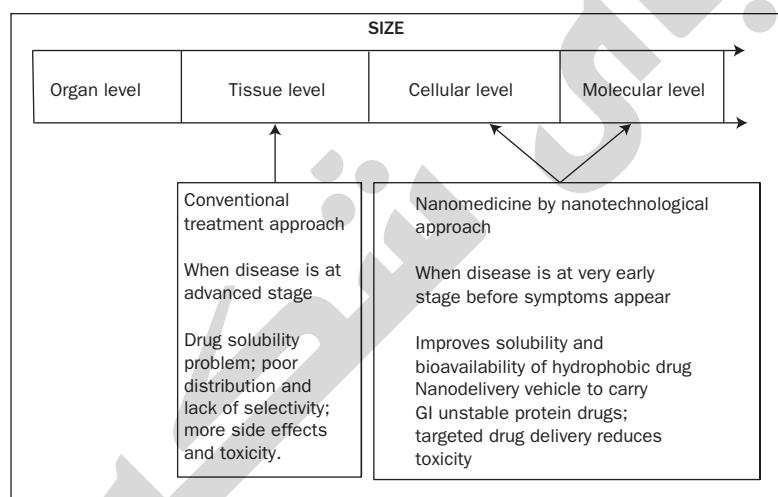 SIZE
Organ level
Tissue level
Cellular level
Molecular level
Conventional
treatment approach
When disease is at
advanced stage
Drug solubility
problem; poor
distribution and
lack of selectivity;
more side effects
and toxicity.
Nanomedicine by nanotechnological
approach
When disease is at very early
stage before symptoms appear
Improves solubility and
bioavailability of hydrophobic drug
Nanodelivery vehicle to carry
GI unstable protein drugs;
targeted drug delivery reduces
toxicity